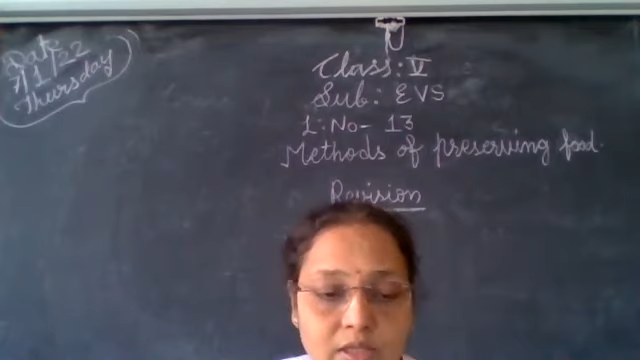 Date
7/1/22
Thursday
Class: V
Sub: EVS
L: No- 13
Methods of preserving food.
Revision